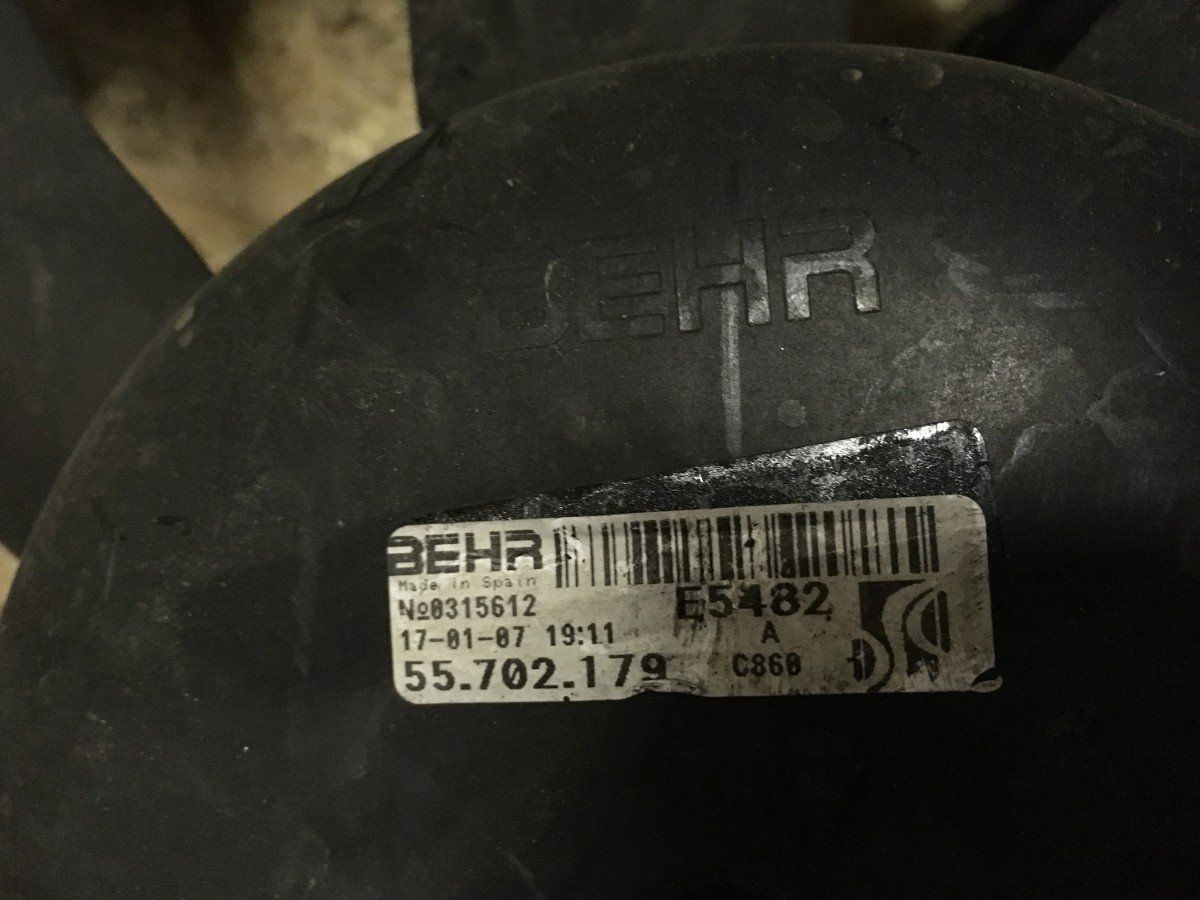 BEHR
BEHR
Made in Spain
№0315612
E5482
17-01-07 19:11
A
55.702.179
C860